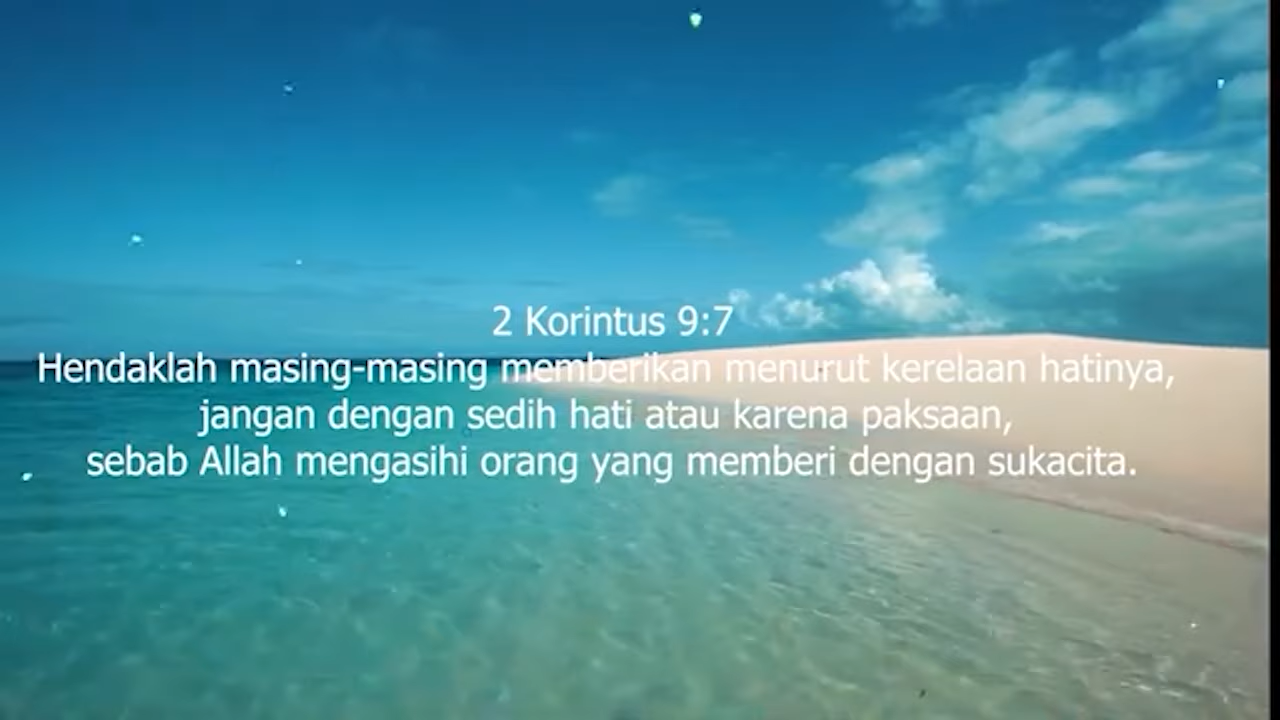 2 Korintus 9:7
Hendaklah masing-masing memberikan menurut kerelaan hatinya,
jangan dengan sedih hati atau karena paksaan,
sebab Allah mengasihi orang yang memberi dengan sukacita.